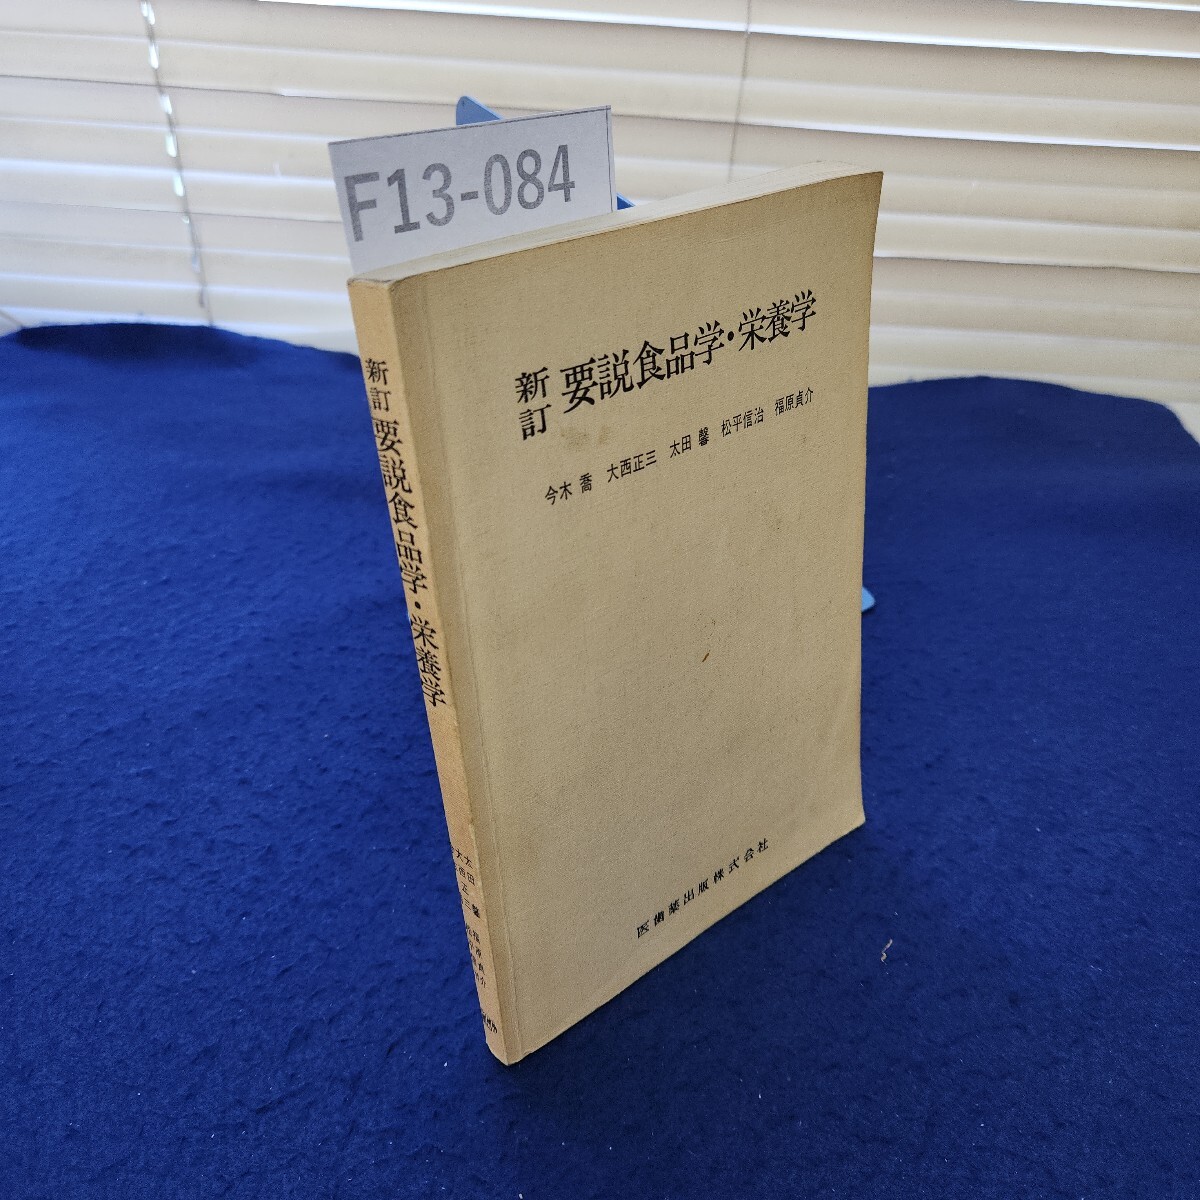 F13-084
新訂 要説食品学・栄養学
今木 喬 大西正三 太田 馨 松平信治 福原貞介
医歯薬出版株式会社
新訂 要説食品学・栄養学